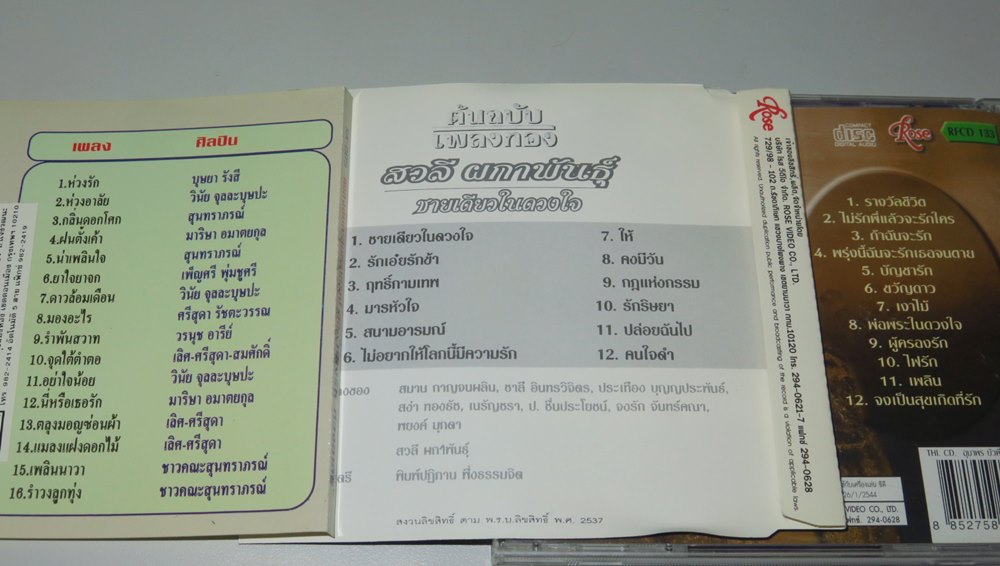 เพลง ศิลปิน
1.ห่วงรัก บุษยา รังสี
2.ห่วงอาลัย วินัย จุลละบุษปะ
3.กลิ่นดอกโศก สุนทราภรณ์
4.ฝนตั้งเค้า มาริษา อมาตยกุล
5.น่าเพลินใจ สุนทราภรณ์
6.ยาใจยาจก เพ็ญศรี พุ่มชูศรี
7.ดาวล้อมเดือน วินัย จุลละบุษปะ
8.มองอะไร ศรีสุดา รัชตะวรรณ
9.รำพันสวาท วรนุช อารีย์
10.จุดไต้ตำตอ เลิศ-ศรีสุดา-สมศักดิ์
11.อย่าใจน้อย วินัย จุลละบุษปะ
12.นี่หรือเธอรัก มาริษา อมาตยกุล
13.ตลุงมอญซ่อนผ้า เลิศ-ศรีสุดา
14.แมลงแฝงดอกไม้ เลิศ-ศรีสุดา
15.เพลินนาวา ชาวคณะสุนทราภรณ์
16.รำวงลูกทุ่ง ชาวคณะสุนทราภรณ์
ต้นฉบับ
เพลงทอง
สวลี ผกาพันธุ์
ชายเดียวในดวงใจ
1. ชายเดียวในดวงใจ
2. รักเอ๋ยรักข้า
3. ฤทธิ์กามเทพ
4. มารหัวใจ
5. สนามอารมณ์
6. ไม่อยากให้โลกนี้มีความรัก
7. ให้
8. คงมีวัน
9. กฎแห่งกรรม
10. รักริษยา
11. ปล่อยฉันไป
12. คนใจดำ
สมาน กาญจนผลิน, ชาลี อินทรวิจิตร, ประเทือง บุญญประพันธ์,
สง่า ทองธัช, เนรัญชรา, ป. ชื่นประโยชน์, จงรัก จันทร์คณา,
พยงค์ มุกดา
สวลี ผกาพันธุ์
พิมพ์ปฏิภาน พึ่งธรรมจิต
สงวนลิขสิทธิ์ ตาม พ.ร.บ.ลิขสิทธิ์ พ.ศ. 2537
Rose
บริษัท โรส วีดีโอ จำกัด. ROSE VIDEO CO., LTD.
COMPACT
disc
DIGITAL AUDIO
Rose
RFCD 133
1. รางวัลชีวิต
2. ไม่รักพี่แล้วจะรักใคร
3. ถ้าฉันจะรัก
4. พรุ่งนี้ฉันจะรักเธอจนตาย
5. บัญชารัก
6. ขวัญดาว
7. เงาไม้
8. พ่อพระในดวงใจ
9. ผู้ครองรัก
10. ไฟรัก
11. เพลิน
12. จงเป็นสุขเถิดที่รัก
26/1/2544
VIDEO CO., LTD.
294-0628
8 852758